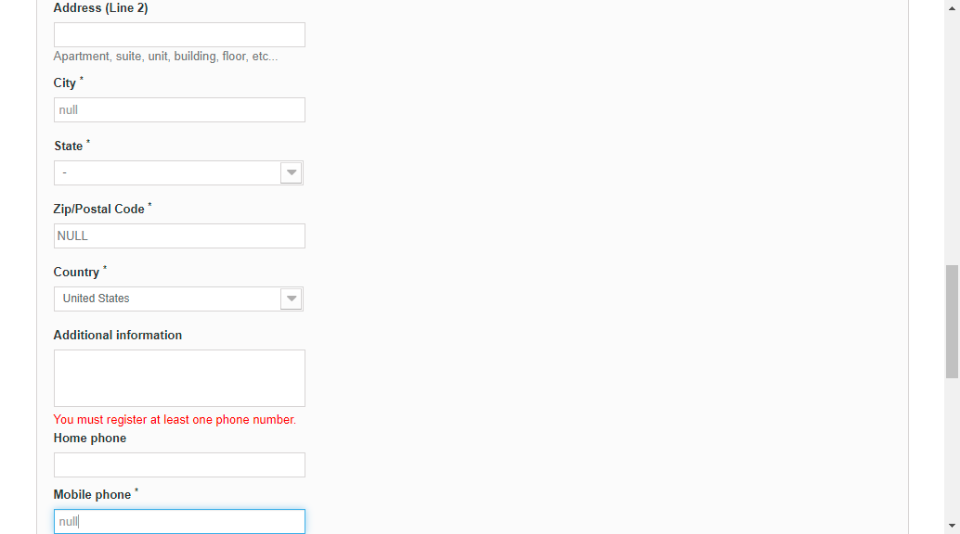 Address (Line 2)
Apartment, suite, unit, building, floor, etc...
City *
null
State *
-
Zip/Postal Code *
NULL
Country *
United States
Additional information
You must register at least one phone number.
Home phone
Mobile phone *
null